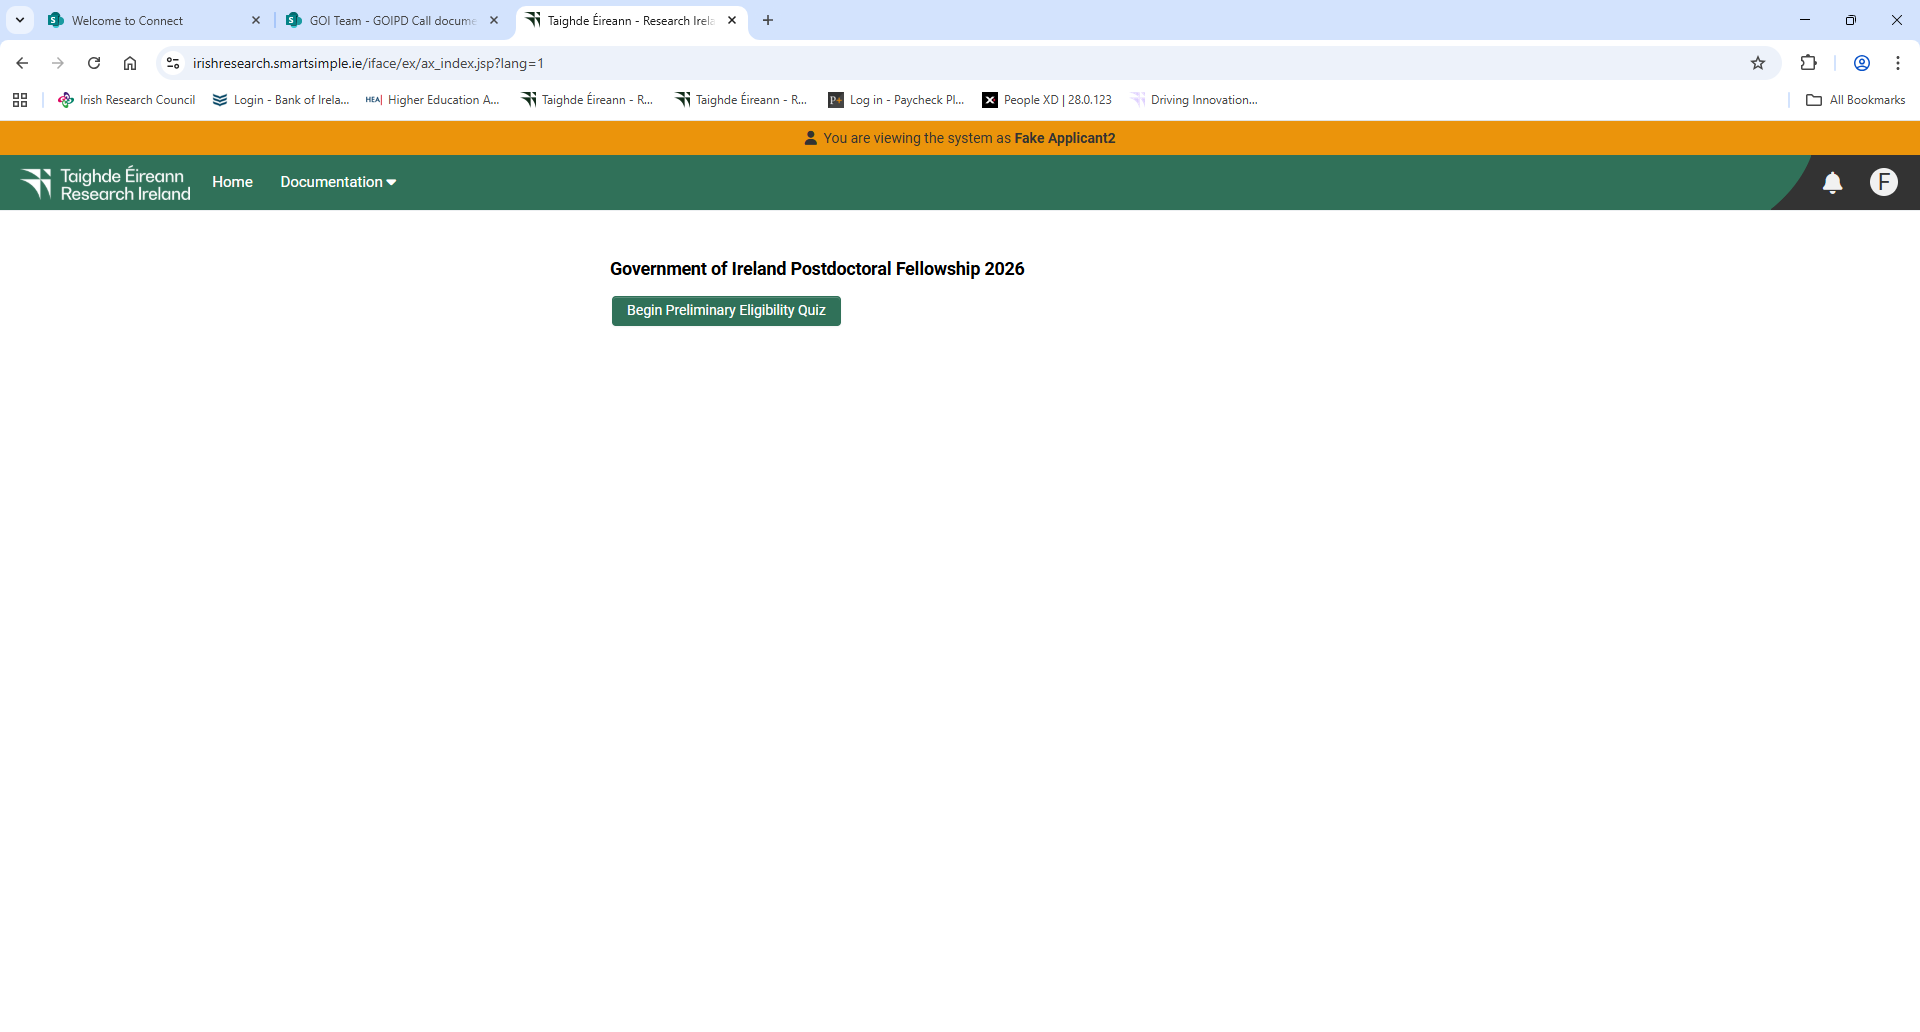 Welcome to Connect
GOI Team - GOIPD Call docume
Taighde Éireann - Research Irela
irishresearch.smartsimple.ie/iface/ex/ax_index.jsp?lang=1
Irish Research Council
Login - Bank of Irela...
HEA| Higher Education A...
Taighde Éireann - R...
Taighde Éireann - R...
P+ Log in - Paycheck Pl...
People XD | 28.0.123
Driving Innovation...
All Bookmarks
You are viewing the system as Fake Applicant2
Taighde Éireann
Research Ireland
Home
Documentation
F
Government of Ireland Postdoctoral Fellowship 2026
Begin Preliminary Eligibility Quiz